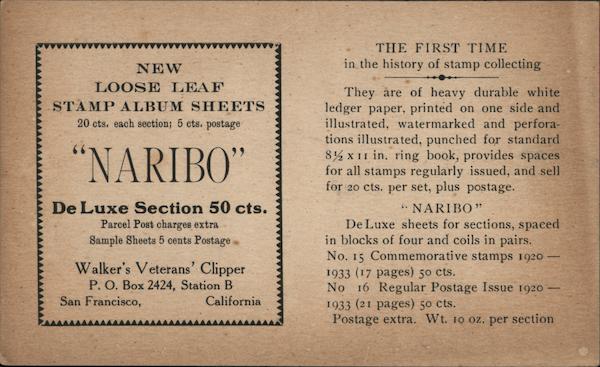 NEW
LOOSE LEAF
STAMP ALBUM SHEETS
20 cts. each section; 5 cts. postage
"NARIBO"
De Luxe Section 50 cts.
Parcel Post charges extra
Sample Sheets 5 cents Postage
Walker's Veterans' Clipper
P. O. Box 2424, Station B
San Francisco, California
THE FIRST TIME
in the history of stamp collecting
They are of heavy durable white
ledger paper, printed on one side and
illustrated, watermarked and perfora-
tions illustrated, punched for standard
8½ x 11 in. ring book, provides spaces
for all stamps regularly issued, and sell
for 20 cts. per set, plus postage.
"NARIBO"
DeLuxe sheets for sections, spaced
in blocks of four and coils in pairs.
No. 15 Commemorative stamps 1920 —
1933 (17 pages) 50 cts.
No 16 Regular Postage Issue 1920 —
1933 (21 pages) 50 cts.
Postage extra. Wt. 10 oz. per section